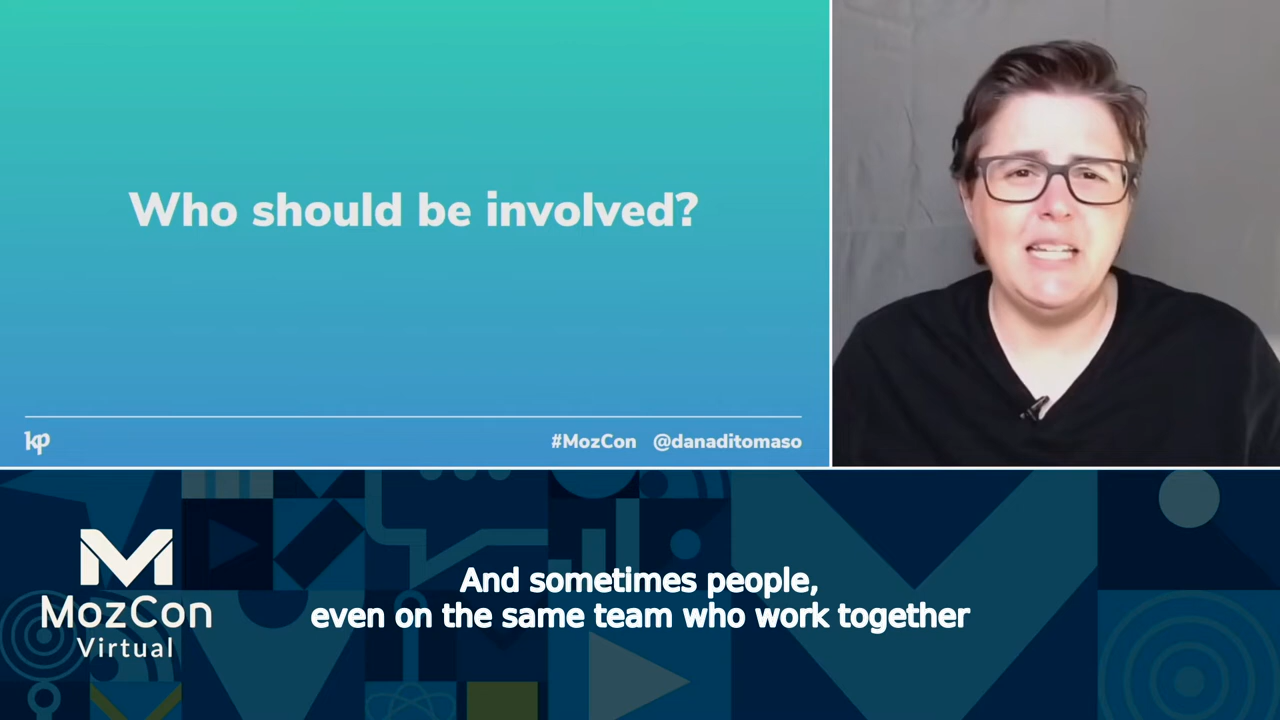 Who should be involved?
kp
#MozCon @danaditomaso
M
MozCon
Virtual
And sometimes people,
even on the same team who work together